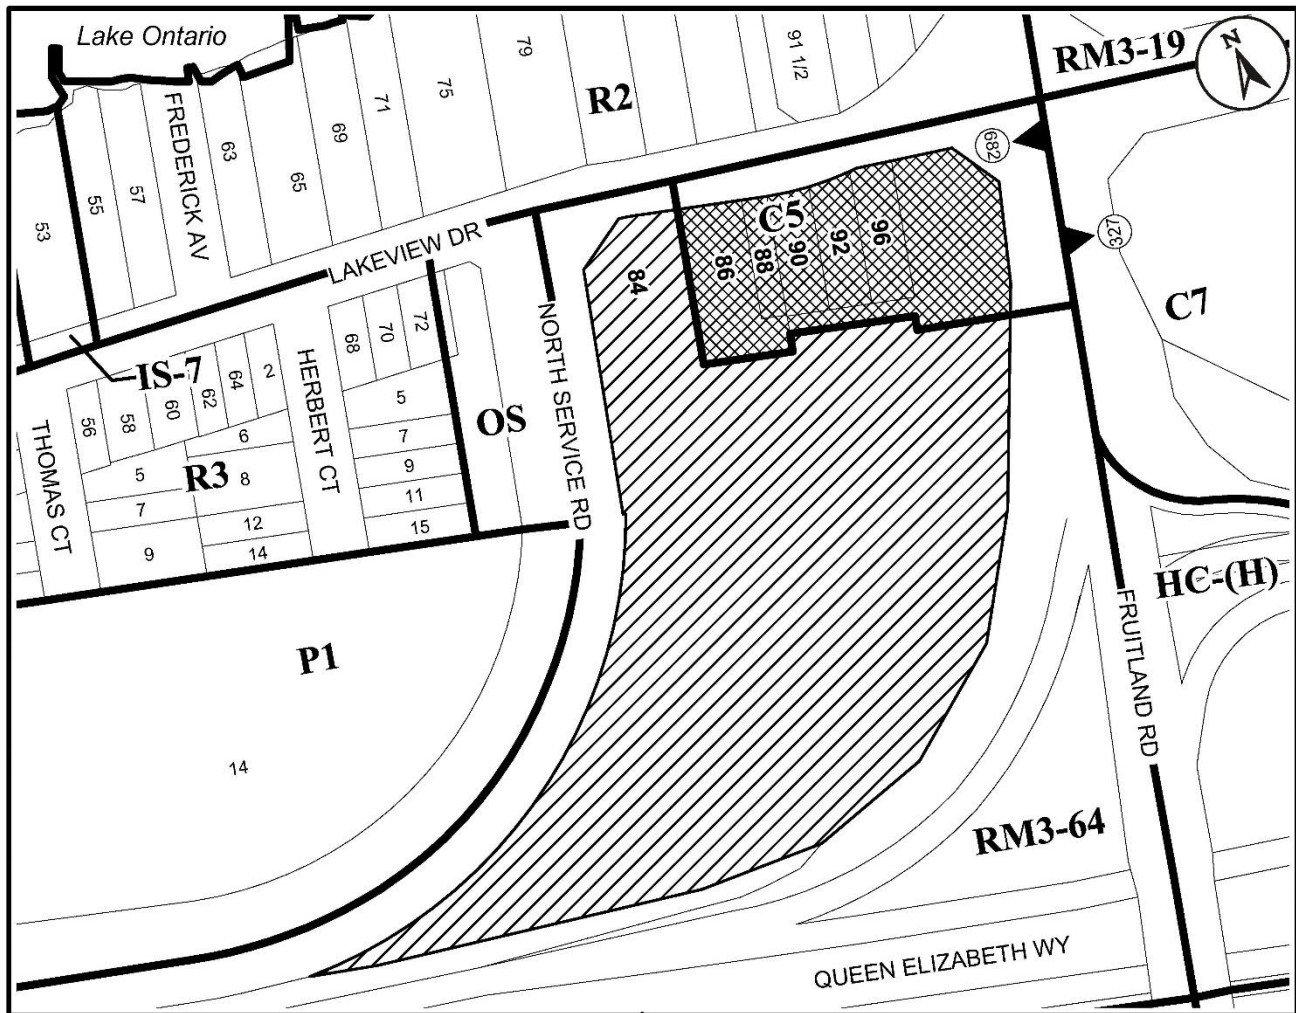 Lake Ontario
RM3-19
N
79
91 1/2
75
R2
71
69
65
63
FREDERICK AV
57
55
53
682
327
C5
96
92
90
88
86
84
C7
LAKEVIEW DR
NORTH SERVICE RD
IS-7
68
70
72
2
64
62
60
58
56
HERBERT CT
5
7
9
11
15
OS
THOMAS CT
R3
6
8
12
14
5
7
9
HC-(H)
FRUITLAND RD
P1
14
RM3-64
QUEEN ELIZABETH WY